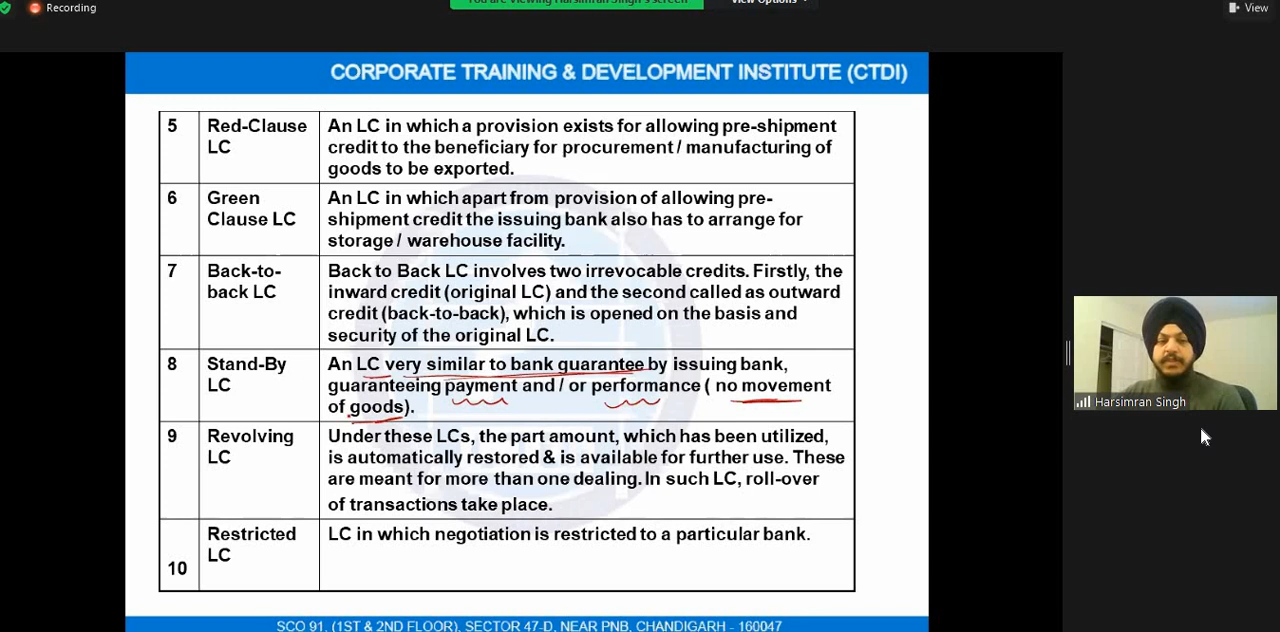 Recording
You are viewing Harsimran Singh's screen
View Options
View
CORPORATE TRAINING & DEVELOPMENT INSTITUTE (CTDI)
5 Red-Clause LC
An LC in which a provision exists for allowing pre-shipment
credit to the beneficiary for procurement / manufacturing of
goods to be exported.
6 Green Clause LC
An LC in which apart from provision of allowing pre-
shipment credit the issuing bank also has to arrange for
storage / warehouse facility.
7 Back-to-back LC
Back to Back LC involves two irrevocable credits. Firstly, the
inward credit (original LC) and the second called as outward
credit (back-to-back), which is opened on the basis and
security of the original LC.
8 Stand-By LC
An LC very similar to bank guarantee by issuing bank,
guaranteeing payment and / or performance ( no movement
of goods).
9 Revolving LC
Under these LCs, the part amount, which has been utilized,
is automatically restored & is available for further use. These
are meant for more than one dealing. In such LC, roll-over
of transactions take place.
10 Restricted LC
LC in which negotiation is restricted to a particular bank.
SCO 91, (1ST & 2ND FLOOR), SECTOR 47-D, NEAR PNB, CHANDIGARH - 160047
Harsimran Singh